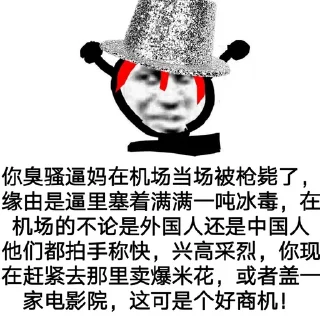 你臭骚逼妈在机场当场被枪毙了，
缘由是逼里塞着满满一吨冰毒，在
机场的不论是外国人还是中国人
他们都拍手称快，兴高采烈，你现
在赶紧去那里卖爆米花，或者盖一
家电影院，这可是个好商机！